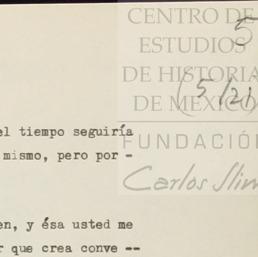 CENTRO DE
ESTUDIOS
DE HISTORIA
DE MÉXICO
FUNDACIÓN
Carlos Slim
5
(5/21
el tiempo seguiría
mismo, pero por -
en, y ésa usted me
que crea conve --